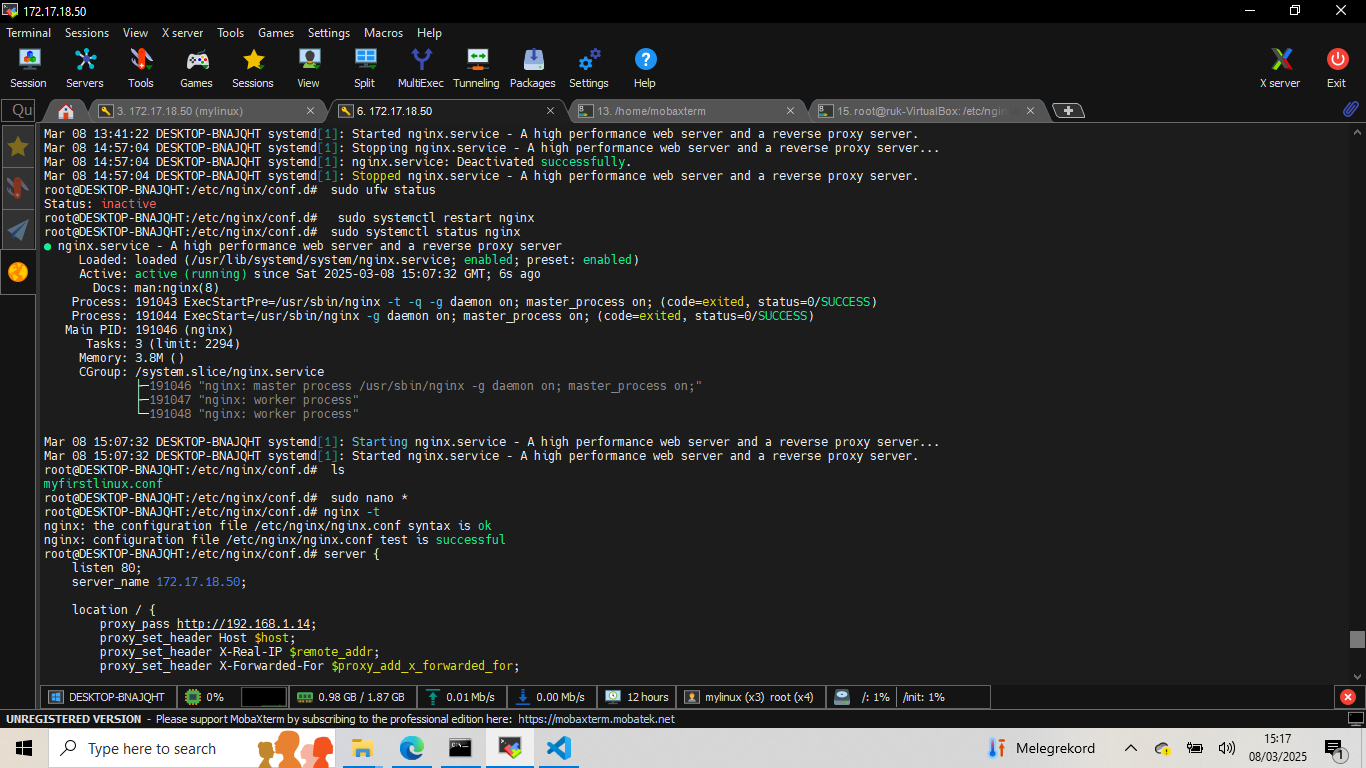 172.17.18.50
Terminal Sessions View X server Tools Games Settings Macros Help
Session Servers Tools Games Sessions View Split MultiExec Tunneling Packages Settings Help X server Exit
Qu 3. 172.17.18.50 (mylinux) 6. 172.17.18.50 13. /home/mobaxterm 15. root@ruk-VirtualBox: /etc/ngin
Mar 08 13:41:22 DESKTOP-BNAJQHT systemd[1]: Started nginx.service - A high performance web server and a reverse proxy server.
Mar 08 14:57:04 DESKTOP-BNAJQHT systemd[1]: Stopping nginx.service - A high performance web server and a reverse proxy server...
Mar 08 14:57:04 DESKTOP-BNAJQHT systemd[1]: nginx.service: Deactivated successfully.
Mar 08 14:57:04 DESKTOP-BNAJQHT systemd[1]: Stopped nginx.service - A high performance web server and a reverse proxy server.
root@DESKTOP-BNAJQHT:/etc/nginx/conf.d#  sudo ufw status
Status: inactive
root@DESKTOP-BNAJQHT:/etc/nginx/conf.d#   sudo systemctl restart nginx
root@DESKTOP-BNAJQHT:/etc/nginx/conf.d#  sudo systemctl status nginx
● nginx.service - A high performance web server and a reverse proxy server
     Loaded: loaded (/usr/lib/systemd/system/nginx.service; enabled; preset: enabled)
     Active: active (running) since Sat 2025-03-08 15:07:32 GMT; 6s ago
       Docs: man:nginx(8)
    Process: 191043 ExecStartPre=/usr/sbin/nginx -t -q -g daemon on; master_process on; (code=exited, status=0/SUCCESS)
    Process: 191044 ExecStart=/usr/sbin/nginx -g daemon on; master_process on; (code=exited, status=0/SUCCESS)
   Main PID: 191046 (nginx)
      Tasks: 3 (limit: 2294)
     Memory: 3.8M ()
     CGroup: /system.slice/nginx.service
             ├─191046 "nginx: master process /usr/sbin/nginx -g daemon on; master_process on;"
             ├─191047 "nginx: worker process"
             └─191048 "nginx: worker process"
Mar 08 15:07:32 DESKTOP-BNAJQHT systemd[1]: Starting nginx.service - A high performance web server and a reverse proxy server...
Mar 08 15:07:32 DESKTOP-BNAJQHT systemd[1]: Started nginx.service - A high performance web server and a reverse proxy server.
root@DESKTOP-BNAJQHT:/etc/nginx/conf.d#  ls
myfirstlinux.conf
root@DESKTOP-BNAJQHT:/etc/nginx/conf.d#  sudo nano *
root@DESKTOP-BNAJQHT:/etc/nginx/conf.d# nginx -t
nginx: the configuration file /etc/nginx/nginx.conf syntax is ok
nginx: configuration file /etc/nginx/nginx.conf test is successful
root@DESKTOP-BNAJQHT:/etc/nginx/conf.d# server {
    listen 80;
    server_name 172.17.18.50;
    location / {
        proxy_pass http://192.168.1.14;
        proxy_set_header Host $host;
        proxy_set_header X-Real-IP $remote_addr;
        proxy_set_header X-Forwarded-For $proxy_add_x_forwarded_for;
DESKTOP-BNAJQHT 0% 0.98 GB / 1.87 GB 0.01 Mb/s 0.00 Mb/s 12 hours mylinux (x3) root (x4) /: 1% /init: 1%
UNREGISTERED VERSION - Please support MobaXterm by subscribing to the professional edition here: https://mobaxterm.mobatek.net
Type here to search Melegrekord 15:17
08/03/2025 1